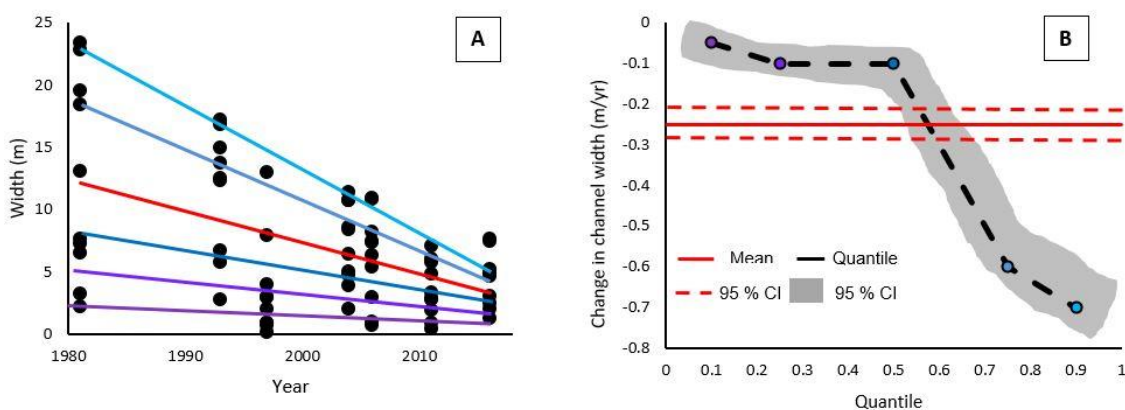 A
25
20
15
10
5
0
Width (m)
1980
1990
2000
2010
Year
B
0
-0.1
-0.2
-0.3
-0.4
-0.5
-0.6
-0.7
-0.8
Change in channel width (m/yr)
Mean
Quantile
95 % CI
95 % CI
0 0.1 0.2 0.3 0.4 0.5 0.6 0.7 0.8 0.9 1
Quantile